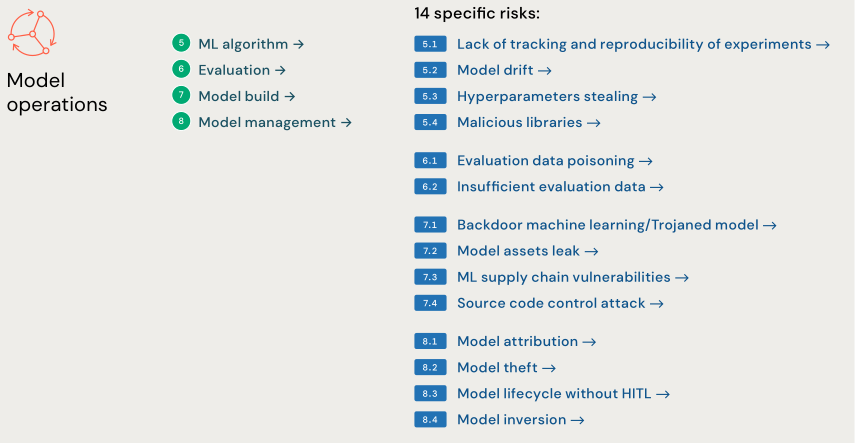 Model
operations
5 ML algorithm →
6 Evaluation →
7 Model build →
8 Model management →
14 specific risks:
5.1 Lack of tracking and reproducibility of experiments →
5.2 Model drift →
5.3 Hyperparameters stealing →
5.4 Malicious libraries →
6.1 Evaluation data poisoning →
6.2 Insufficient evaluation data →
7.1 Backdoor machine learning/Trojaned model →
7.2 Model assets leak →
7.3 ML supply chain vulnerabilities →
7.4 Source code control attack →
8.1 Model attribution →
8.2 Model theft →
8.3 Model lifecycle without HITL →
8.4 Model inversion →